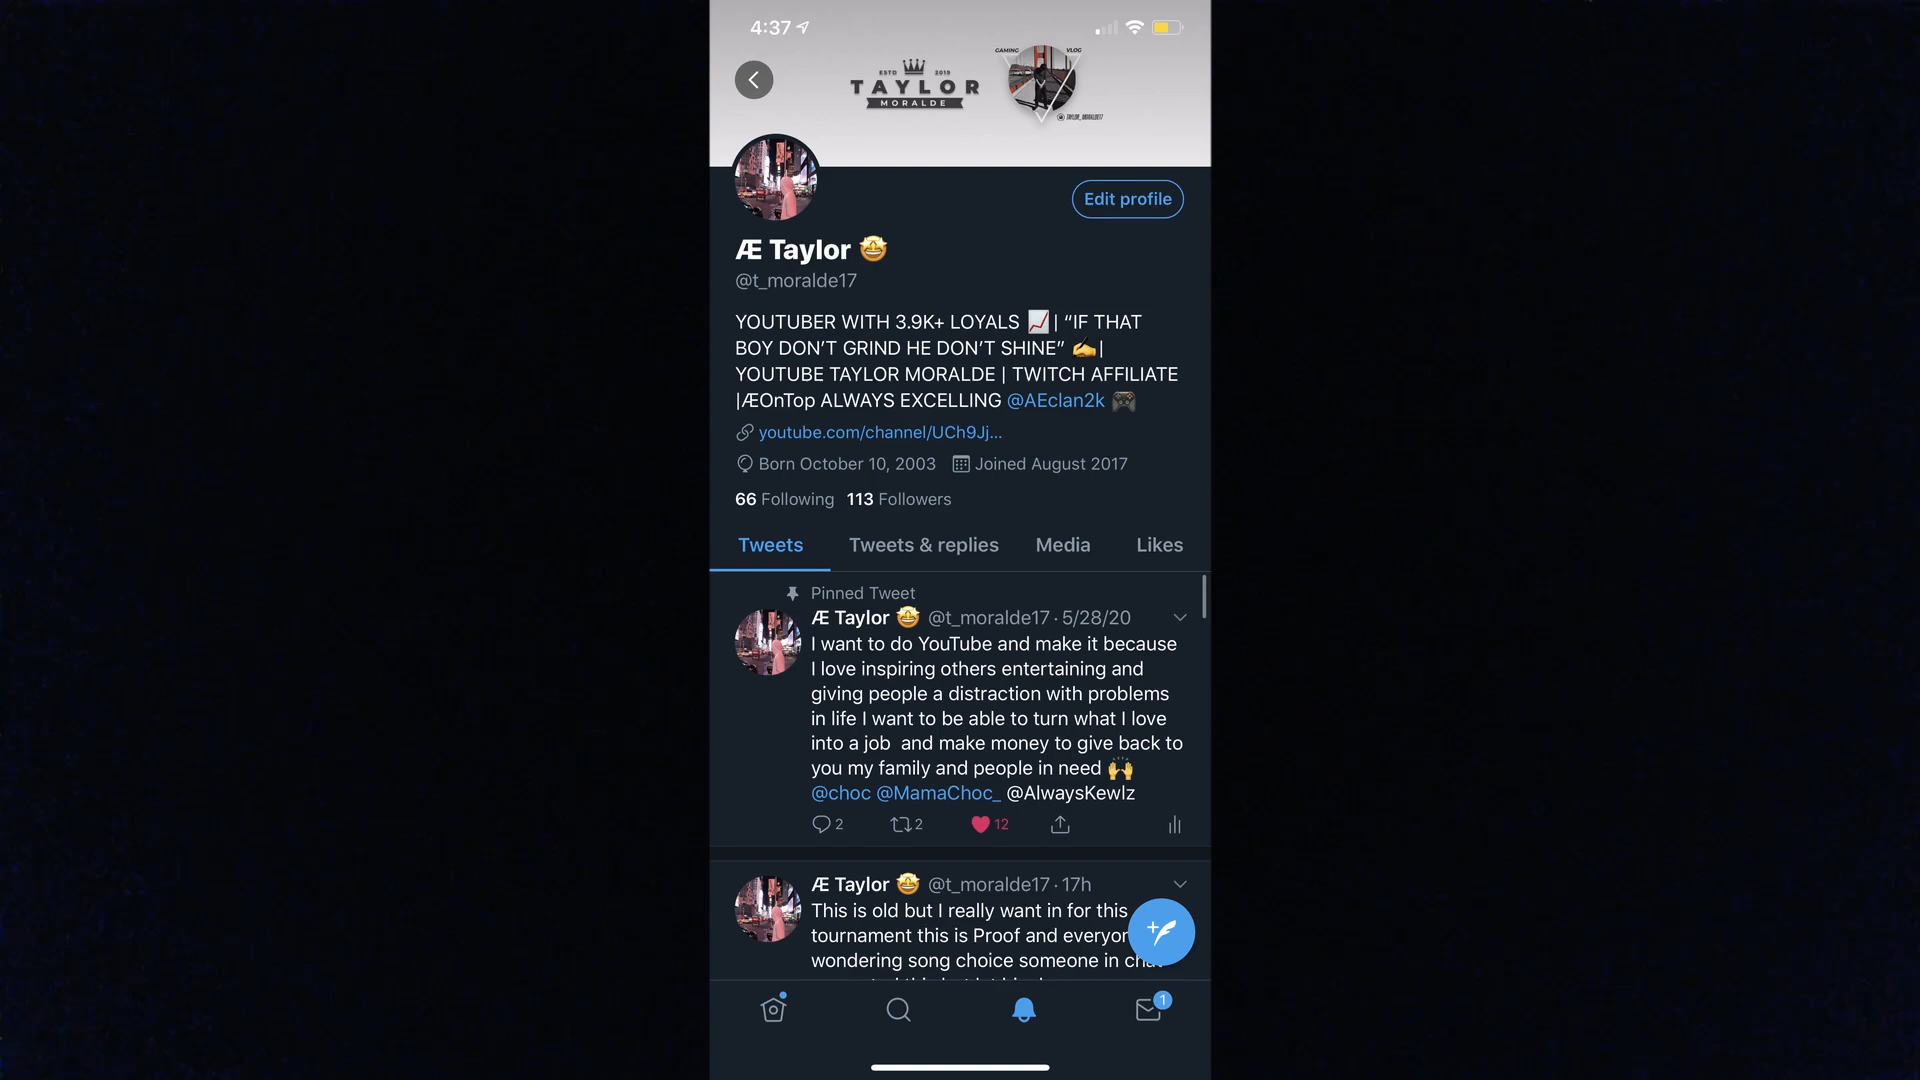 4:37
GAMING VLOG
ESTD 2019
TAYLOR
MORALDE
@ TAYLOR_MORALDE17
Edit profile
Æ Taylor 🤩
@t_moralde17
YOUTUBER WITH 3.9K+ LOYALS 📈| “IF THAT
BOY DON’T GRIND HE DON’T SHINE” ✍️|
YOUTUBE TAYLOR MORALDE | TWITCH AFFILIATE
|ÆOnTop ALWAYS EXCELLING @AEclan2k 🎮
youtube.com/channel/UCh9Jj...
Born October 10, 2003 Joined August 2017
66 Following 113 Followers
Tweets Tweets & replies Media Likes
Pinned Tweet
Æ Taylor 🤩 @t_moralde17 · 5/28/20
I want to do YouTube and make it because
I love inspiring others entertaining and
giving people a distraction with problems
in life I want to be able to turn what I love
into a job and make money to give back to
you my family and people in need 🙌
@choc @MamaChoc_ @AlwaysKewlz
2 2 12
Æ Taylor 🤩 @t_moralde17 · 17h
This is old but I really want in for this
tournament this is Proof and everyon
wondering song choice someone in chat
1